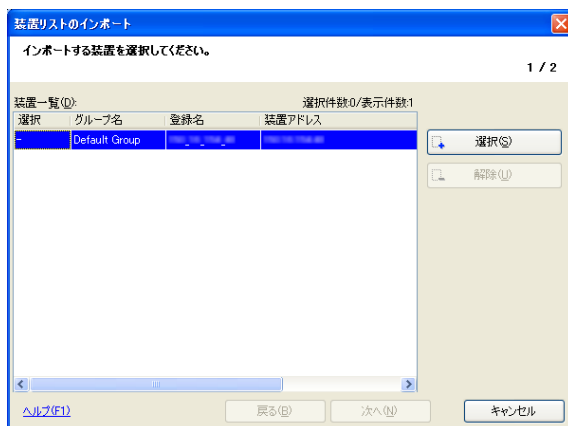 装置リストのインポート
インポートする装置を選択してください。
1 / 2
装置一覧(D): 選択件数:0/表示件数:1
選択 グループ名 登録名 装置アドレス
- Default Group
選択(S)
解除(U)
ヘルプ(F1) 戻る(B) 次へ(N) キャンセル